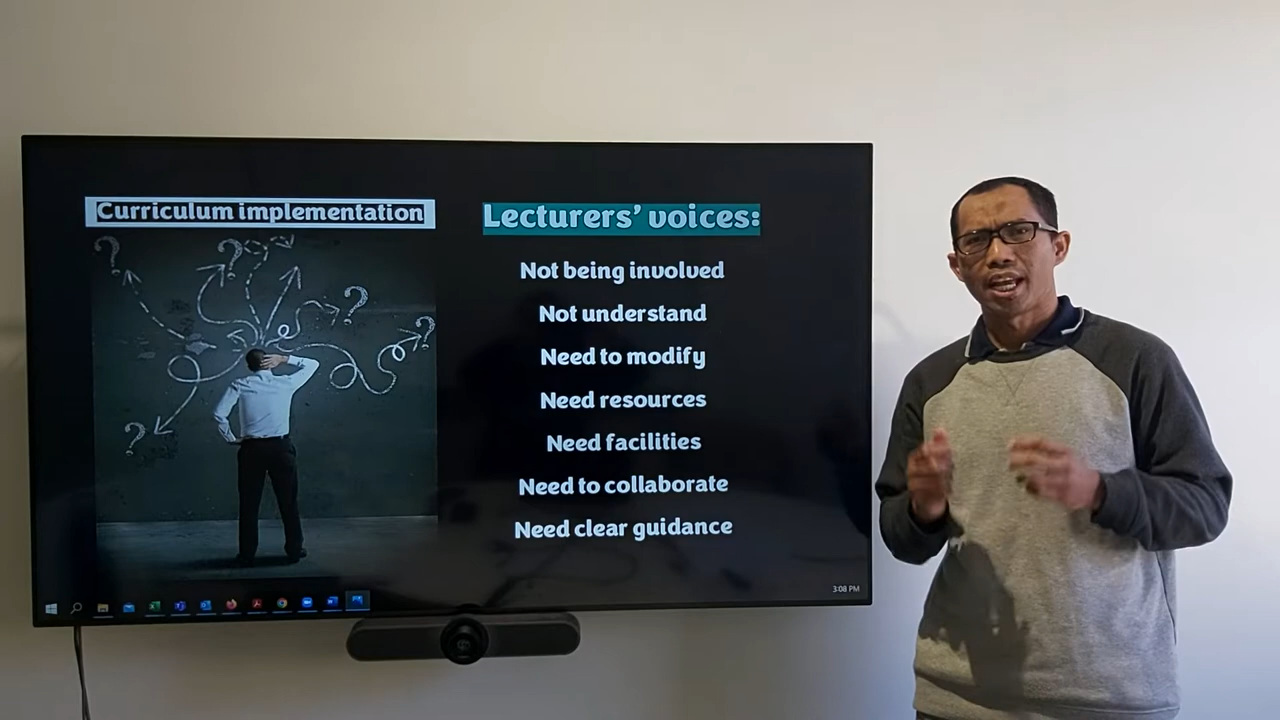 Curriculum implementation
Lecturers' voices:
Not being involved
Not understand
Need to modify
Need resources
Need facilities
Need to collaborate
Need clear guidance
3:08 PM